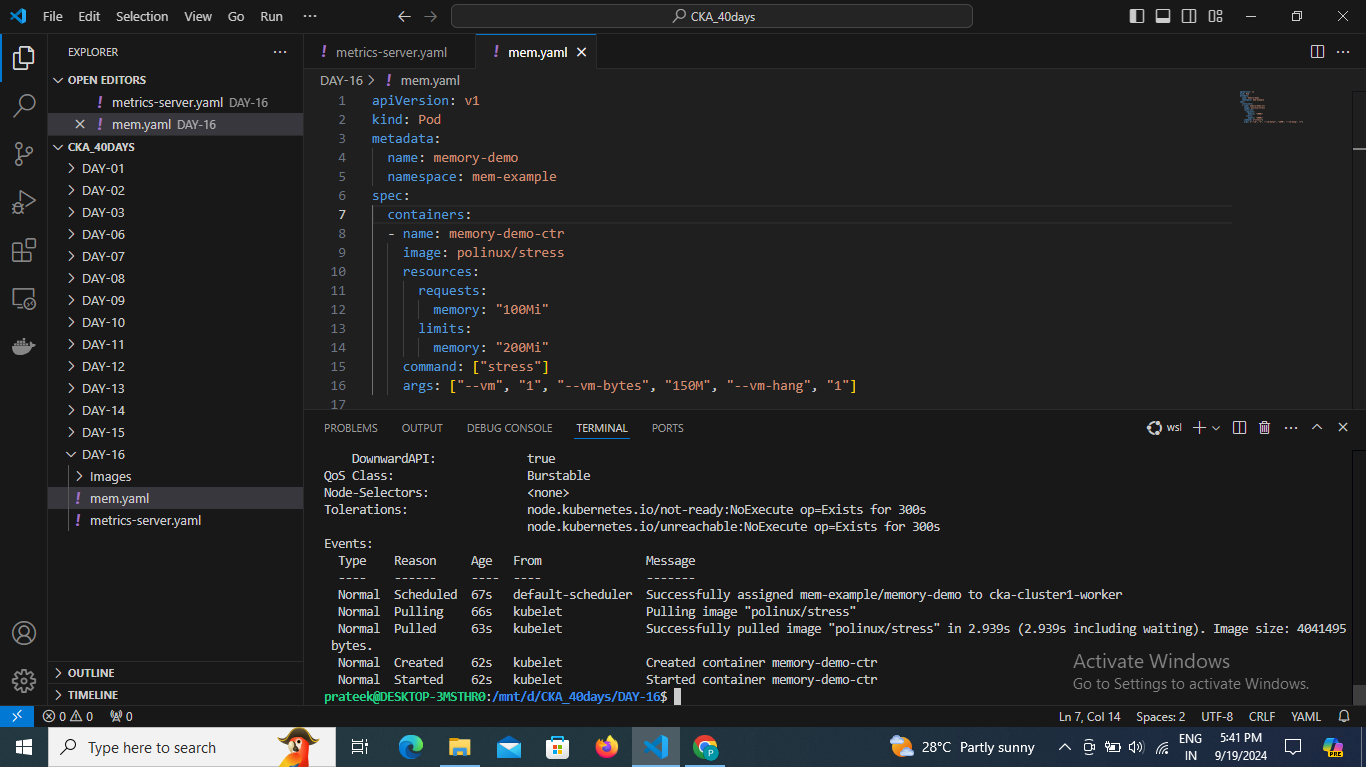 File Edit Selection View Go Run ··· CKA_40days
EXPLORER ···
OPEN EDITORS
! metrics-server.yaml DAY-16
! mem.yaml DAY-16
CKA_40DAYS
DAY-01
DAY-02
DAY-03
DAY-06
DAY-07
DAY-08
DAY-09
DAY-10
DAY-11
DAY-12
DAY-13
DAY-14
DAY-15
DAY-16
Images
! mem.yaml
! metrics-server.yaml
OUTLINE
TIMELINE
! metrics-server.yaml ! mem.yaml
DAY-16 > ! mem.yaml
1 apiVersion: v1
2 kind: Pod
3 metadata:
4 name: memory-demo
5 namespace: mem-example
6 spec:
7 containers:
8 - name: memory-demo-ctr
9 image: polinux/stress
10 resources:
11 requests:
12 memory: "100Mi"
13 limits:
14 memory: "200Mi"
15 command: ["stress"]
16 args: ["--vm", "1", "--vm-bytes", "150M", "--vm-hang", "1"]
17
PROBLEMS OUTPUT DEBUG CONSOLE TERMINAL PORTS wsl
DownwardAPI: true
QoS Class: Burstable
Node-Selectors: <none>
Tolerations: node.kubernetes.io/not-ready:NoExecute op=Exists for 300s
node.kubernetes.io/unreachable:NoExecute op=Exists for 300s
Events:
Type Reason Age From Message
---- ------ ---- ---- -------
Normal Scheduled 67s default-scheduler Successfully assigned mem-example/memory-demo to cka-cluster1-worker
Normal Pulling 66s kubelet Pulling image "polinux/stress"
Normal Pulled 63s kubelet Successfully pulled image "polinux/stress" in 2.939s (2.939s including waiting). Image size: 4041495
bytes.
Normal Created 62s kubelet Created container memory-demo-ctr
Normal Started 62s kubelet Started container memory-demo-ctr
prateek@DESKTOP-3MSTHR0:/mnt/d/CKA_40days/DAY-16$
Activate Windows
Go to Settings to activate Windows.
0 0 0 Ln 7, Col 14 Spaces: 2 UTF-8 CRLF YAML
Type here to search 28°C Partly sunny ENG IN 5:41 PM 9/19/2024
P
PRE